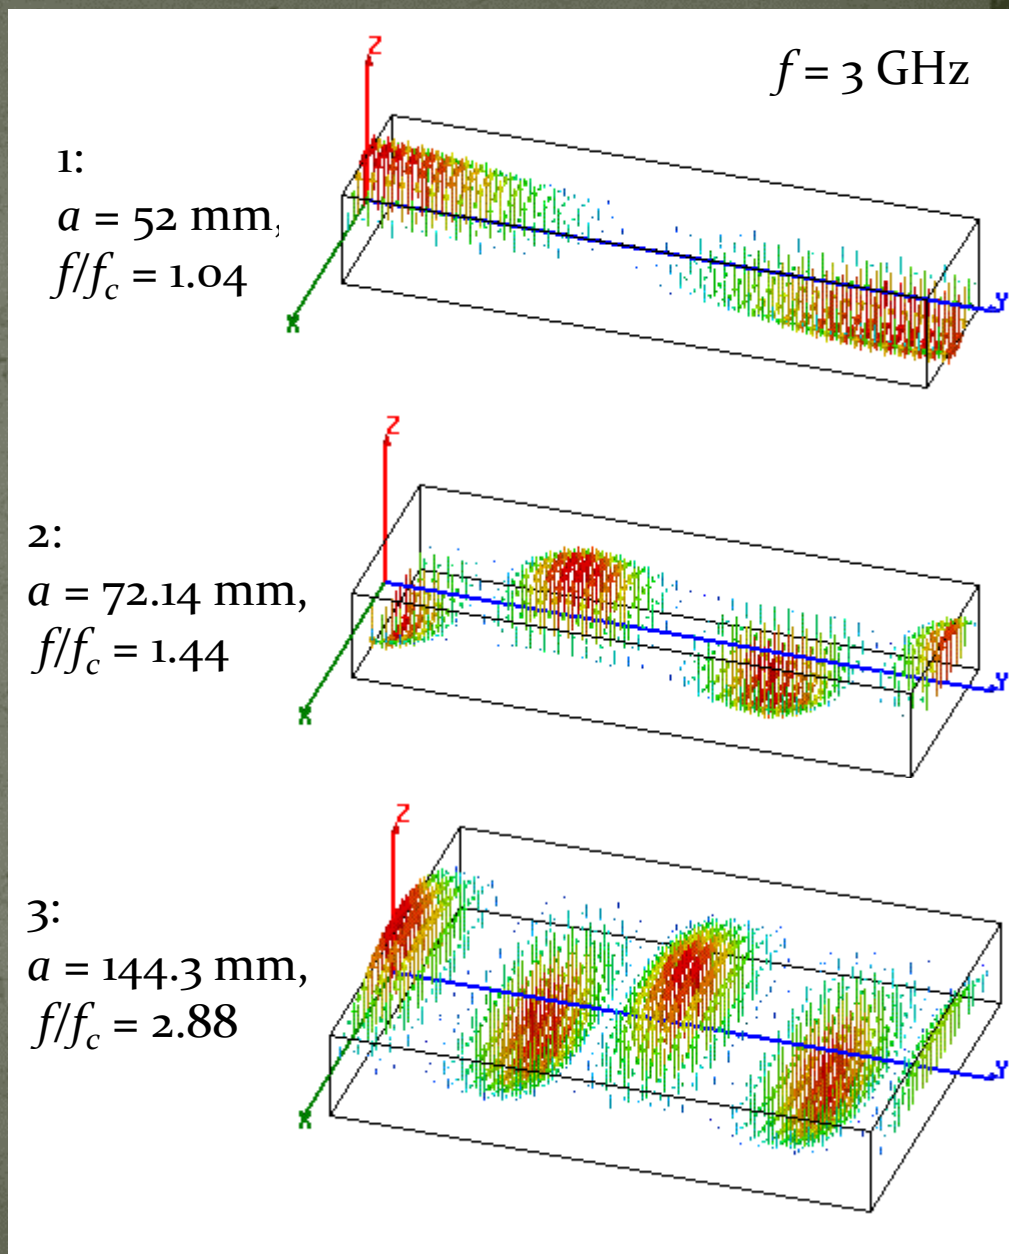 f = 3 GHz
Z
1:
a = 52 mm,
f/fc = 1.04
X
Y
Z
2:
a = 72.14 mm,
f/fc = 1.44
X
Y
Z
3:
a = 144.3 mm,
f/fc = 2.88
Y
X